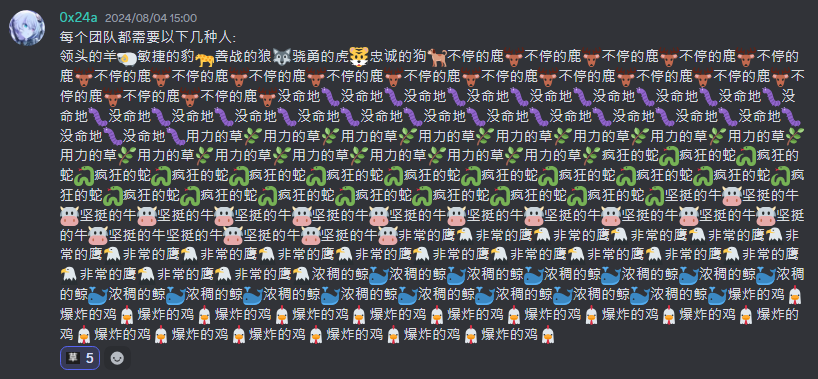 0x24a 2024/08/04 15:00
每个团队都需要以下几种人:
领头的羊🐑敏捷的豹🐆善战的狼🐺骁勇的虎🐯忠诚的狗🐕不停的鹿🦌不停的鹿🦌不停的鹿🦌不停的鹿🦌不停的
鹿🦌不停的鹿🦌不停的鹿🦌不停的鹿🦌不停的鹿🦌不停的鹿🦌不停的鹿🦌不停的鹿🦌不停的鹿🦌不停的鹿🦌不
停的鹿🦌不停的鹿🦌不停的鹿🦌没命地🐛没命地🐛没命地🐛没命地🐛没命地🐛没命地🐛没命地🐛没命地🐛没
命地🐛没命地🐛没命地🐛没命地🐛没命地🐛没命地🐛没命地🐛没命地🐛没命地🐛没命地🐛没命地🐛没命地🐛
没命地🐛没命地🐛用力的草🌿用力的草🌿用力的草🌿用力的草🌿用力的草🌿用力的草🌿用力的草🌿用力的草🌿
用力的草🌿用力的草🌿用力的草🌿用力的草🌿用力的草🌿用力的草🌿用力的草🌿疯狂的蛇🐍疯狂的蛇🐍疯狂的
蛇🐍疯狂的蛇🐍疯狂的蛇🐍疯狂的蛇🐍疯狂的蛇🐍疯狂的蛇🐍疯狂的蛇🐍疯狂的蛇🐍疯狂的蛇🐍疯狂的蛇🐍疯
狂的蛇🐍疯狂的蛇🐍疯狂的蛇🐍疯狂的蛇🐍疯狂的蛇🐍疯狂的蛇🐍疯狂的蛇🐍疯狂的蛇🐍坚挺的牛🐮坚挺的牛
🐮坚挺的牛🐮坚挺的牛🐮坚挺的牛🐮坚挺的牛🐮坚挺的牛🐮坚挺的牛🐮坚挺的牛🐮坚挺的牛🐮坚挺的牛🐮坚挺
的牛🐮坚挺的牛🐮坚挺的牛🐮坚挺的牛🐮坚挺的牛🐮非常的鹰🦅非常的鹰🦅非常的鹰🦅非常的鹰🦅非常的鹰🦅非
常的鹰🦅非常的鹰🦅非常的鹰🦅非常的鹰🦅非常的鹰🦅非常的鹰🦅非常的鹰🦅非常的鹰🦅非常的鹰🦅非常的鹰
🦅非常的鹰🦅非常的鹰🦅非常的鹰🦅浓稠的鲸🐳浓稠的鲸🐳浓稠的鲸🐳浓稠的鲸🐳浓稠的鲸🐳浓稠的鲸🐳浓稠
的鲸🐳浓稠的鲸🐳浓稠的鲸🐳浓稠的鲸🐳浓稠的鲸🐳浓稠的鲸🐳浓稠的鲸🐳浓稠的鲸🐳浓稠的鲸🐳爆炸的鸡🐔
爆炸的鸡🐔爆炸的鸡🐔爆炸的鸡🐔爆炸的鸡🐔爆炸的鸡🐔爆炸的鸡🐔爆炸的鸡🐔爆炸的鸡🐔爆炸的鸡🐔爆炸的
鸡🐔爆炸的鸡🐔爆炸的鸡🐔爆炸的鸡🐔爆炸的鸡🐔爆炸的鸡🐔爆炸的鸡🐔
草 5